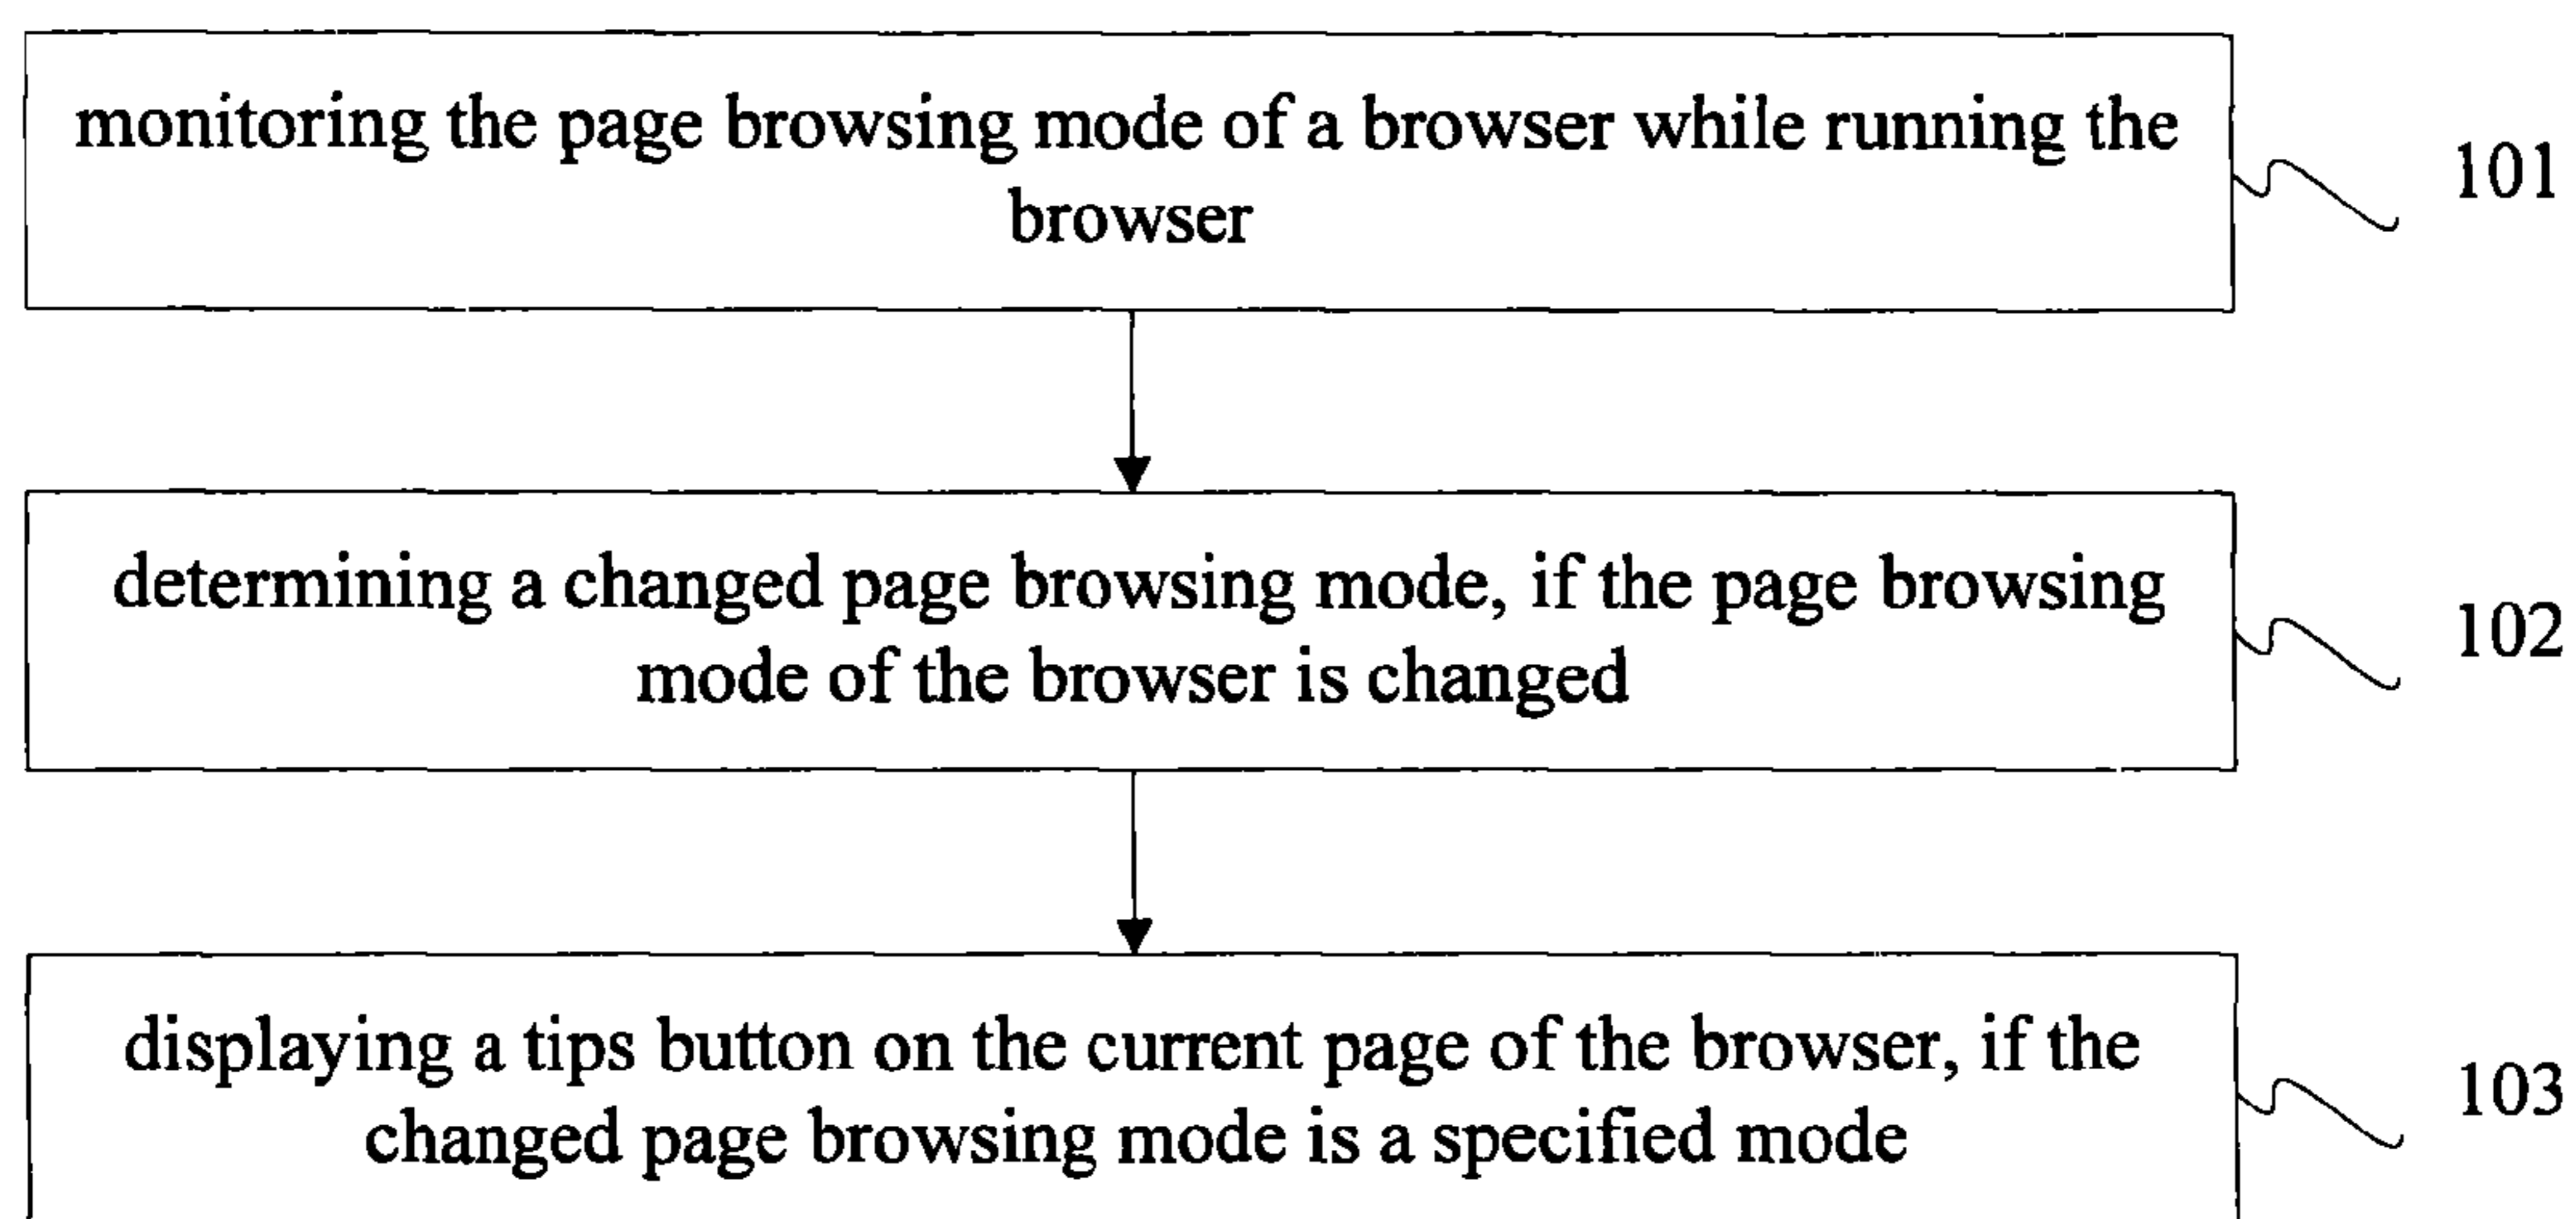 monitoring the page browsing mode of a browser while running the
browser
101
determining a changed page browsing mode, if the page browsing
mode of the browser is changed
102
displaying a tips button on the current page of the browser, if the
changed page browsing mode is a specified mode
103